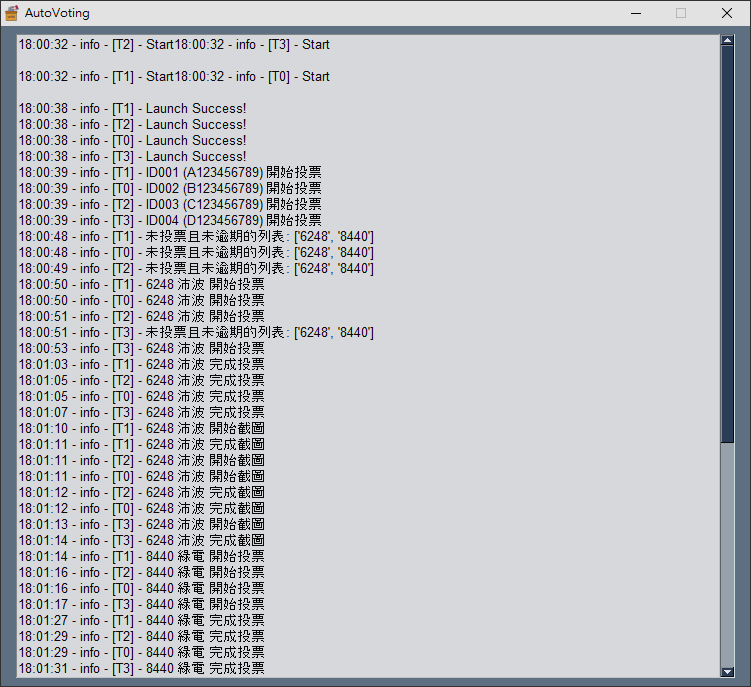 AutoVoting
18:00:32 - info - [T2] - Start18:00:32 - info - [T3] - Start
18:00:32 - info - [T1] - Start18:00:32 - info - [T0] - Start
18:00:38 - info - [T1] - Launch Success!
18:00:38 - info - [T2] - Launch Success!
18:00:38 - info - [T0] - Launch Success!
18:00:38 - info - [T3] - Launch Success!
18:00:39 - info - [T1] - ID001 (A123456789) 開始投票
18:00:39 - info - [T0] - ID002 (B123456789) 開始投票
18:00:39 - info - [T2] - ID003 (C123456789) 開始投票
18:00:39 - info - [T3] - ID004 (D123456789) 開始投票
18:00:48 - info - [T1] - 未投票且未逾期的列表: ['6248', '8440']
18:00:48 - info - [T0] - 未投票且未逾期的列表: ['6248', '8440']
18:00:49 - info - [T2] - 未投票且未逾期的列表: ['6248', '8440']
18:00:50 - info - [T1] - 6248 沛波 開始投票
18:00:50 - info - [T0] - 6248 沛波 開始投票
18:00:51 - info - [T2] - 6248 沛波 開始投票
18:00:51 - info - [T3] - 未投票且未逾期的列表: ['6248', '8440']
18:00:53 - info - [T3] - 6248 沛波 開始投票
18:01:03 - info - [T1] - 6248 沛波 完成投票
18:01:05 - info - [T2] - 6248 沛波 完成投票
18:01:05 - info - [T0] - 6248 沛波 完成投票
18:01:07 - info - [T3] - 6248 沛波 完成投票
18:01:10 - info - [T1] - 6248 沛波 開始截圖
18:01:11 - info - [T1] - 6248 沛波 完成截圖
18:01:11 - info - [T2] - 6248 沛波 開始截圖
18:01:11 - info - [T0] - 6248 沛波 開始截圖
18:01:12 - info - [T2] - 6248 沛波 完成截圖
18:01:12 - info - [T0] - 6248 沛波 完成截圖
18:01:13 - info - [T3] - 6248 沛波 開始截圖
18:01:14 - info - [T3] - 6248 沛波 完成截圖
18:01:14 - info - [T1] - 8440 綠電 開始投票
18:01:16 - info - [T2] - 8440 綠電 開始投票
18:01:16 - info - [T0] - 8440 綠電 開始投票
18:01:17 - info - [T3] - 8440 綠電 開始投票
18:01:27 - info - [T1] - 8440 綠電 完成投票
18:01:29 - info - [T2] - 8440 綠電 完成投票
18:01:29 - info - [T0] - 8440 綠電 完成投票
18:01:31 - info - [T3] - 8440 綠電 完成投票